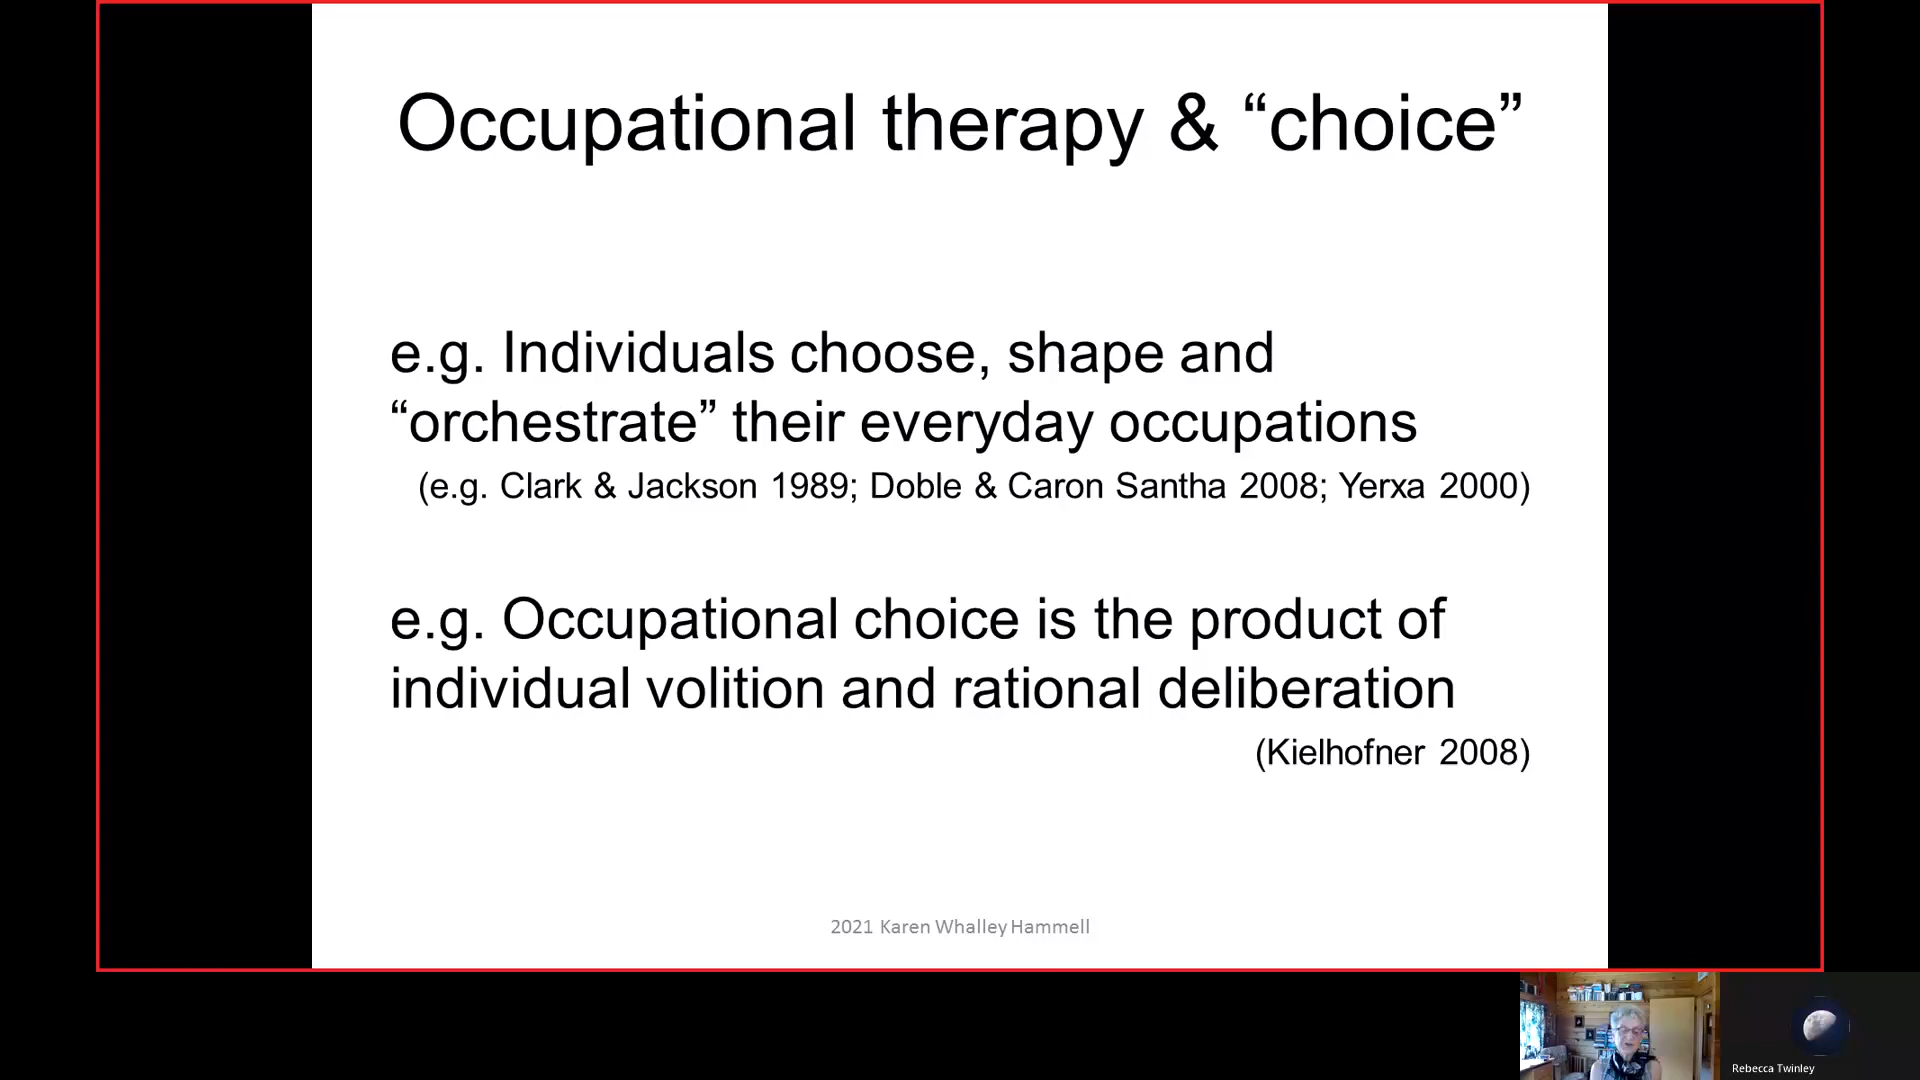 Occupational therapy & “choice”
e.g. Individuals choose, shape and
“orchestrate” their everyday occupations
(e.g. Clark & Jackson 1989; Doble & Caron Santha 2008; Yerxa 2000)
e.g. Occupational choice is the product of
individual volition and rational deliberation
(Kielhofner 2008)
2021 Karen Whalley Hammell
Rebecca Twinley